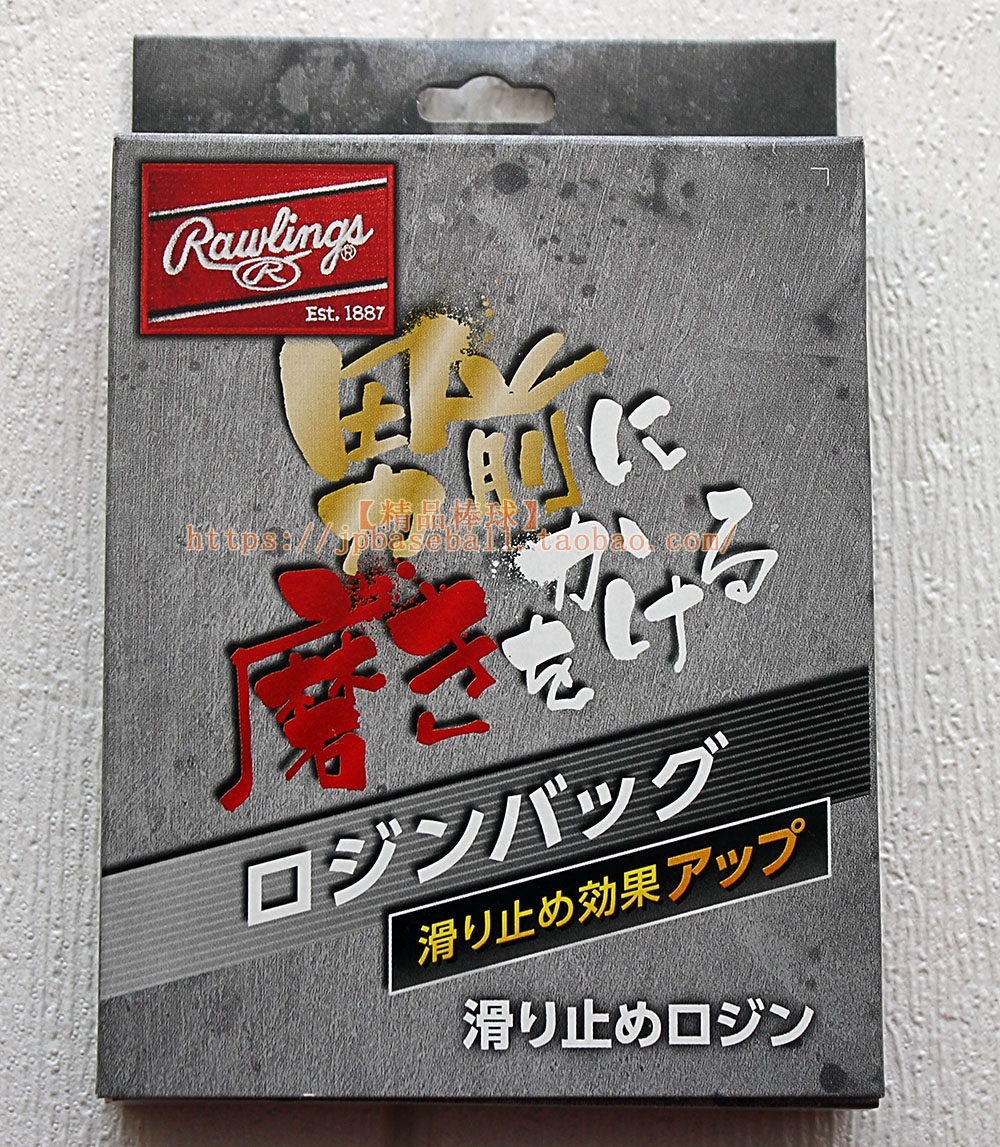 Rawlings®
R
Est. 1887
男前に
磨きをかける
【精品棒球】
https://jpbaseball.taobao.com/
ロジンバッグ
滑り止め効果アップ
滑り止めロジン